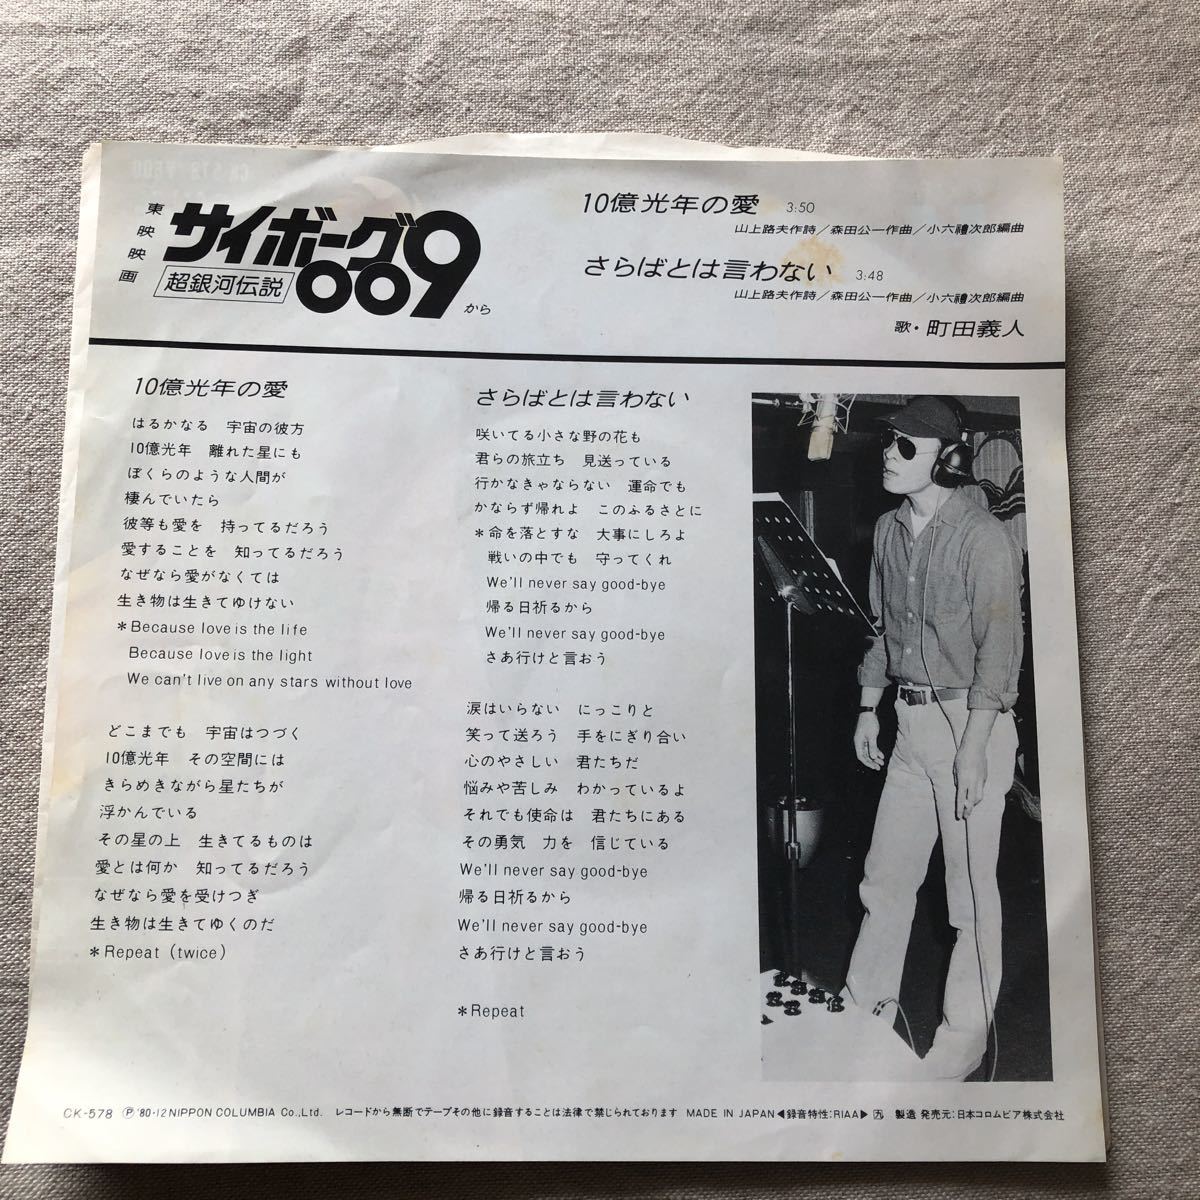 東映映画
サイボーグ009
超銀河伝説
から
10億光年の愛 3:50
山上路夫作詩/森田公一作曲/小六禮次郎編曲
さらばとは言わない 3:48
山上路夫作詩/森田公一作曲/小六禮次郎編曲
歌・町田義人
10億光年の愛
はるかなる 宇宙の彼方
10億光年 離れた星にも
ぼくらのような人間が
棲んでいたら
彼等も愛を 持ってるだろう
愛することを 知ってるだろう
なぜなら愛がなくては
生き物は生きてゆけない
*Because love is the life
Because love is the light
We can't live on any stars without love
どこまでも 宇宙はつづく
10億光年 その空間には
きらめきながら星たちが
浮かんでいる
その星の上 生きてるものは
愛とは何か 知ってるだろう
なぜなら愛を受けつぎ
生き物は生きてゆくのだ
*Repeat (twice)
さらばとは言わない
咲いてる小さな野の花も
君らの旅立ち 見送っている
行かなきゃならない 運命でも
かならず帰れよ このふるさとに
*命を落とすな 大事にしろよ
戦いの中でも 守ってくれ
We'll never say good-bye
帰る日祈るから
We'll never say good-bye
さあ行けと言おう
涙はいらない にっこりと
笑って送ろう 手をにぎり合い
心のやさしい 君たちだ
悩みや苦しみ わかっているよ
それでも使命は 君たちにある
その勇気 力を 信じている
We'll never say good-bye
帰る日祈るから
We'll never say good-bye
さあ行けと言おう
*Repeat
CK-578 Ⓟ'80・12 NIPPON COLUMBIA Co.,Ltd. レコードから無断でテープその他に録音することは法律で禁じられております MADE IN JAPAN ◀録音特性:RIAA▶ 製造 発売元:日本コロムビア株式会社